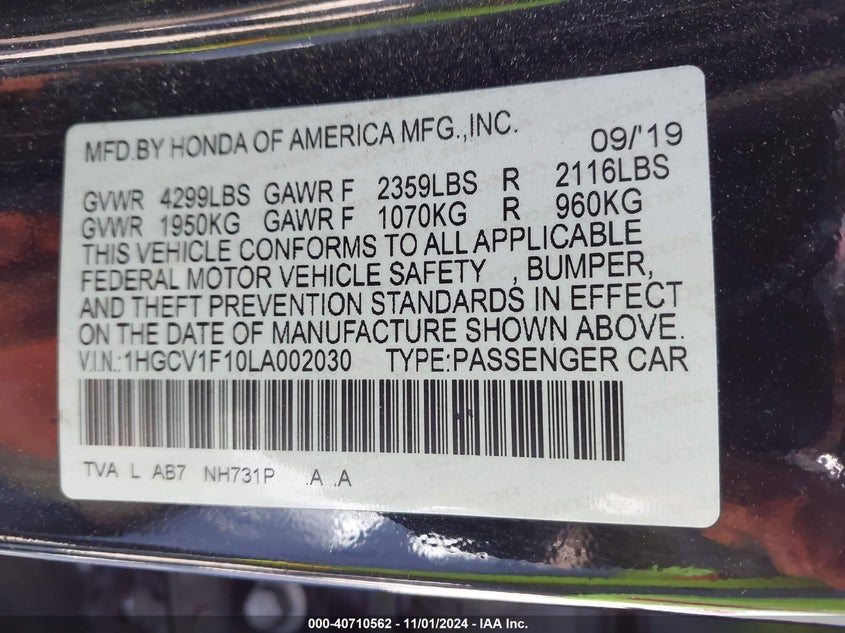 MFD.BY HONDA OF AMERICA MFG.,INC. 09/'19
GVWR 4299LBS GAWR F 2359LBS R 2116LBS
GVWR 1950KG GAWR F 1070KG R 960KG
THIS VEHICLE CONFORMS TO ALL APPLICABLE
FEDERAL MOTOR VEHICLE SAFETY , BUMPER,
AND THEFT PREVENTION STANDARDS IN EFFECT
ON THE DATE OF MANUFACTURE SHOWN ABOVE.
V.I.N.:1HGCV1F10LA002030 TYPE:PASSENGER CAR
TVA L AB7 NH731P .A .A
000-40710562 - 11/01/2024 - IAA Inc.